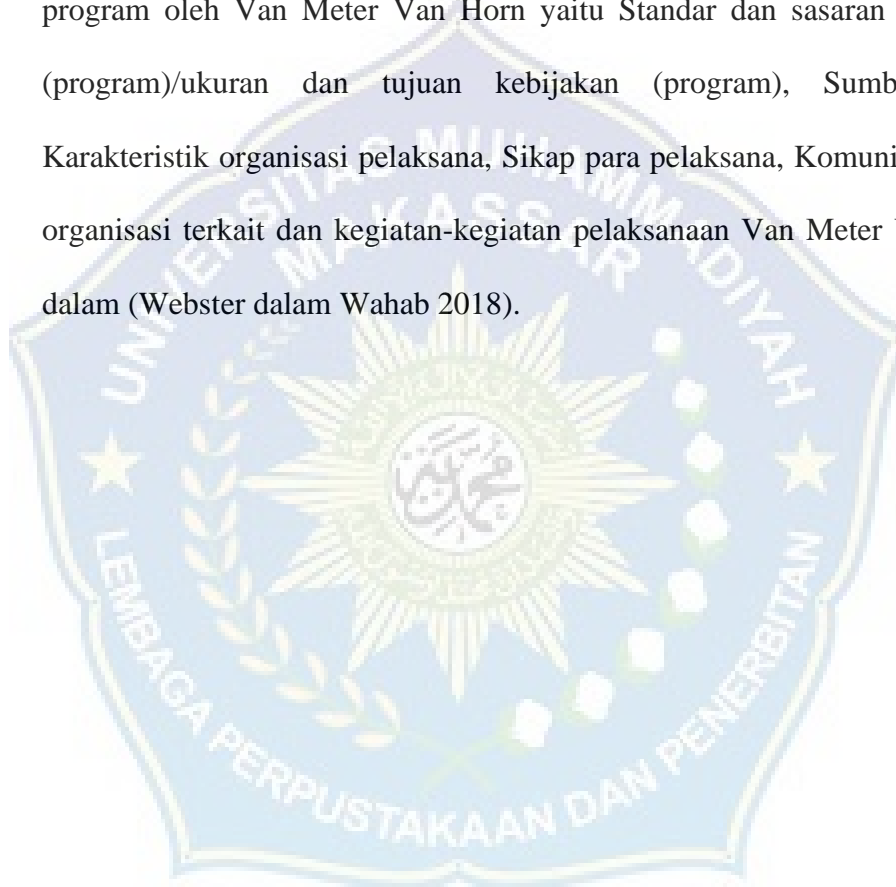 program oleh Van Meter Van Horn yaitu Standar dan sasaran
(program)/ukuran dan tujuan kebijakan (program), Sumb
Karakteristik organisasi pelaksana, Sikap para pelaksana, Komuni
organisasi terkait dan kegiatan-kegiatan pelaksanaan Van Meter
dalam (Webster dalam Wahab 2018).
UNIVERSITAS MUHAMMADIYAH
MAKASSAR
محمد
LEMBAGA PERPUSTAKAAN DAN PENERBITAN